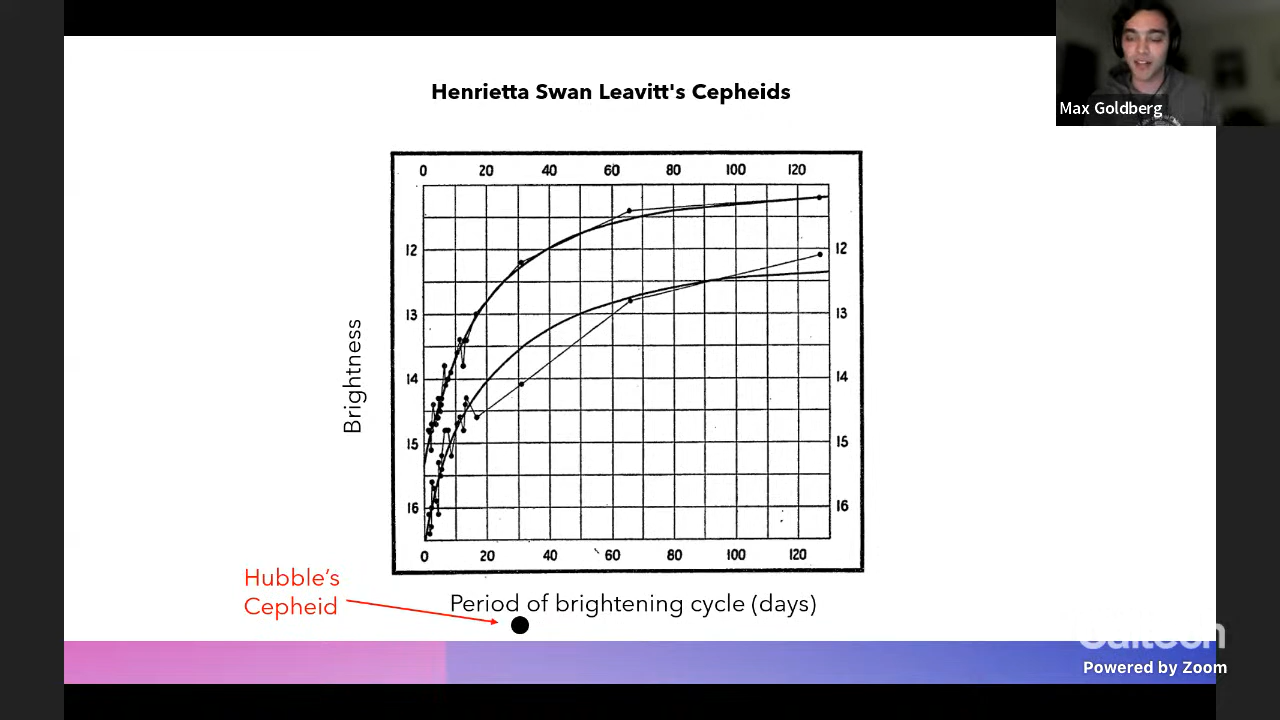 Henrietta Swan Leavitt's Cepheids
Max Goldberg
0 20 40 60 80 100 120
12 12
13 13
14 14
15 15
16 16
0 20 40 60 80 100 120
Brightness
Period of brightening cycle (days)
Hubble's
Cepheid
Caltech
Powered by Zoom